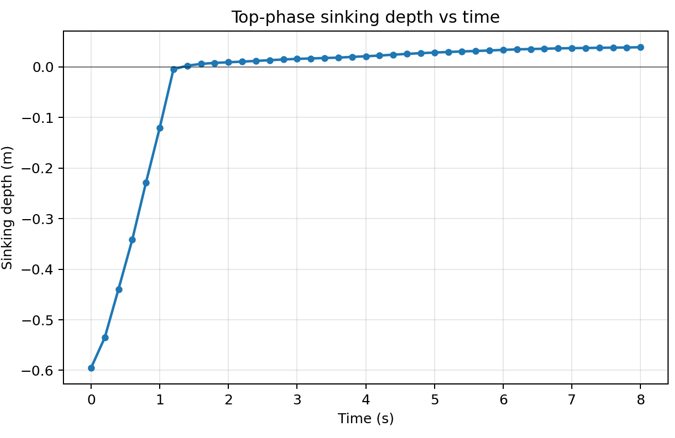 Top-phase sinking depth vs time
Sinking depth (m)
0.0
−0.1
−0.2
−0.3
−0.4
−0.5
−0.6
0 1 2 3 4 5 6 7 8
Time (s)